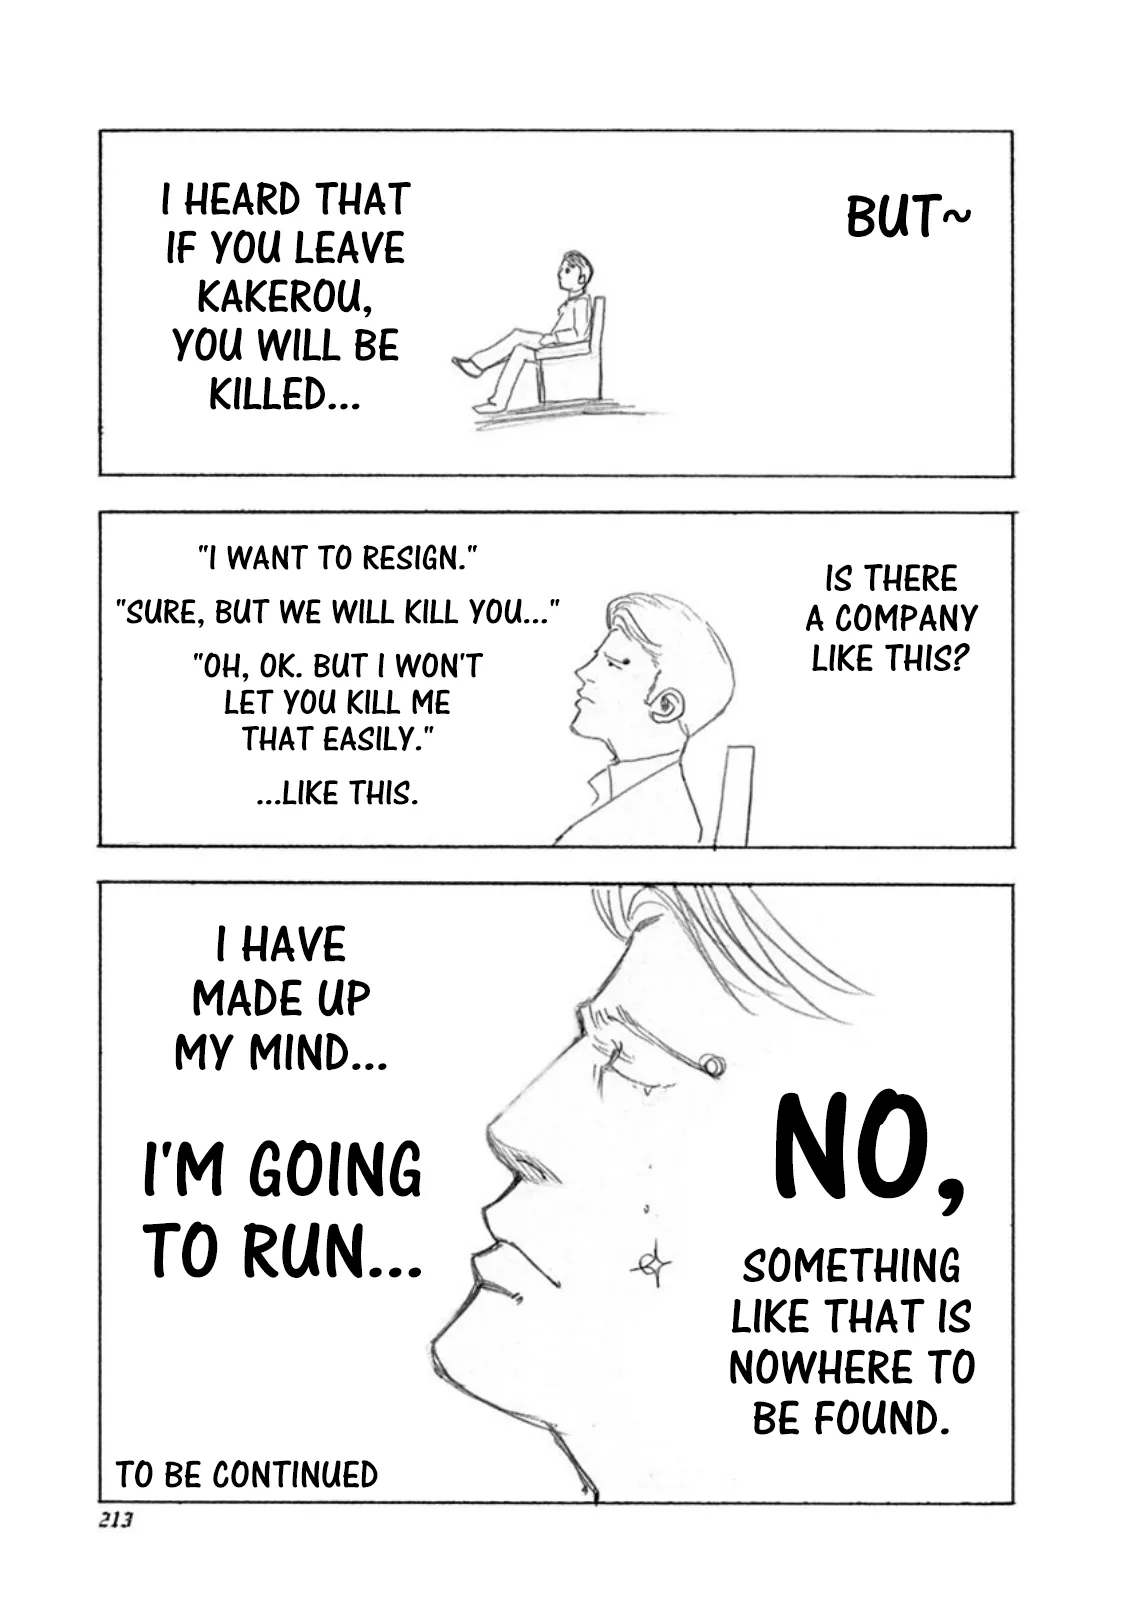 BUT~
I HEARD THAT
IF YOU LEAVE
KAKEROU,
YOU WILL BE
KILLED...
IS THERE
A COMPANY
LIKE THIS?
"I WANT TO RESIGN."
"SURE, BUT WE WILL KILL YOU..."
"OH, OK. BUT I WON'T
LET YOU KILL ME
THAT EASILY."
...LIKE THIS.
NO,
SOMETHING
LIKE THAT IS
NOWHERE TO
BE FOUND.
I HAVE
MADE UP
MY MIND...
I'M GOING
TO RUN...
TO BE CONTINUED
213